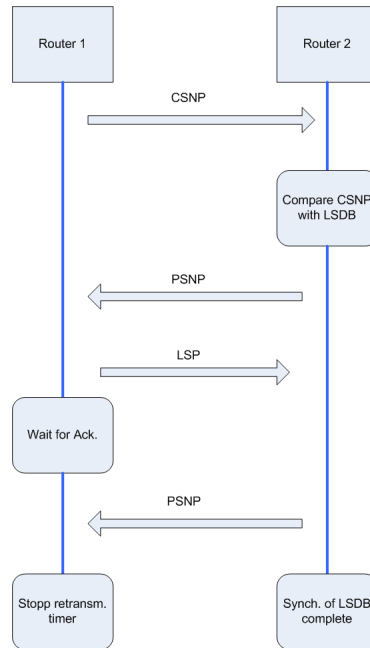 Router 1
Router 2
CSNP
Compare CSNP
with LSDB
PSNP
LSP
Wait for Ack.
PSNP
Stopp retransm.
timer
Synch. of LSDB
complete